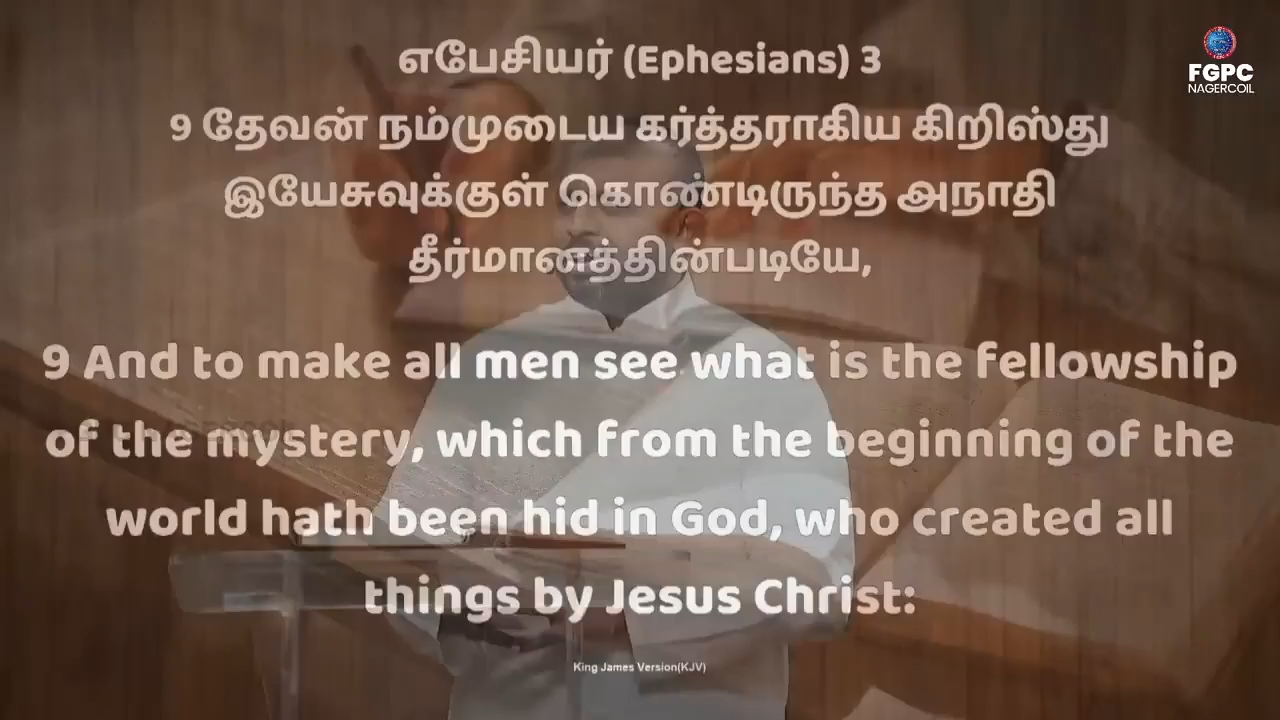 எபேசியர் (Ephesians) 3
9 தேவன் நம்முடைய கர்த்தராகிய கிறிஸ்து
இயேசுவுக்குள் கொண்டிருந்த அநாதி
தீர்மானத்தின்படியே,
9 And to make all men see what is the fellowship
of the mystery, which from the beginning of the
world hath been hid in God, who created all
things by Jesus Christ:
King James Version(KJV)
FGPC
NAGERCOIL